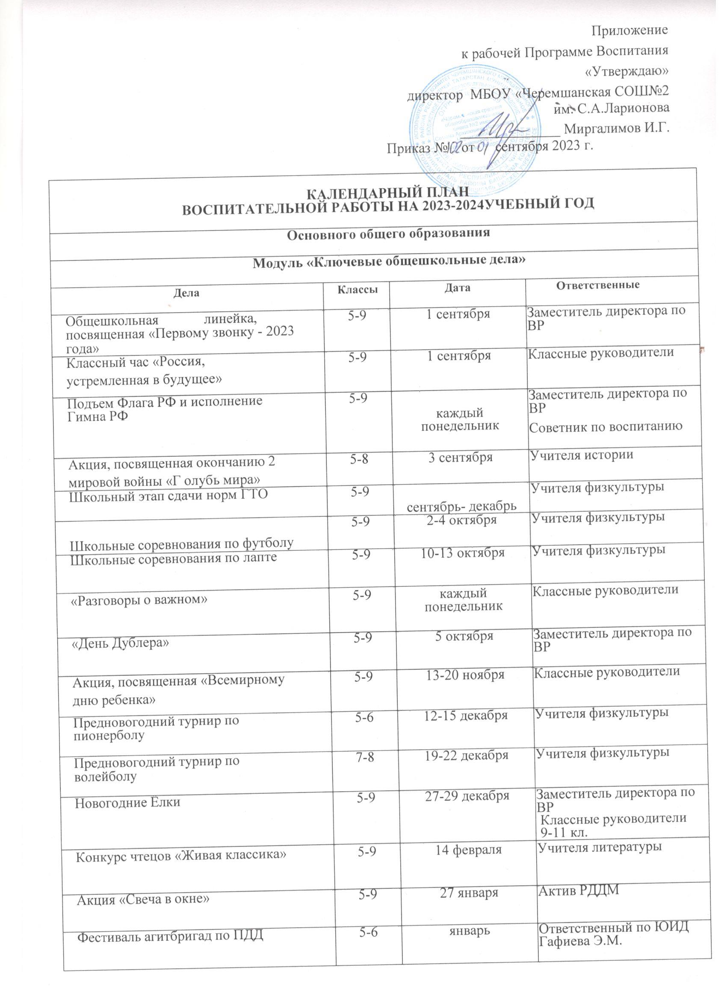 Приложение
к рабочей Программе Воспитания
«Утверждаю»
директор МБОУ «Черемшанская СОШ№2
им. С.А.Ларионова
Миргалимов И.Г.
Приказ №102 от 01 сентября 2023 г.
КАЛЕНДАРНЫЙ ПЛАН
ВОСПИТАТЕЛЬНОЙ РАБОТЫ НА 2023-2024УЧЕБНЫЙ ГОД
Основного общего образования
Модуль «Ключевые общешкольные дела»
Дела Классы Дата Ответственные
Общешкольная линейка, 5-9 1 сентября Заместитель директора по
посвященная «Первому звонку - 2023 ВР
года»
Классный час «Россия, 5-9 1 сентября Классные руководители
устремленная в будущее»
Подъем Флага РФ и исполнение 5-9 Заместитель директора по
Гимна РФ каждый ВР
понедельник Советник по воспитанию
Акция, посвященная окончанию 2 5-8 3 сентября Учителя истории
мировой войны «Г олубь мира»
Школьный этап сдачи норм ГТО 5-9 Учителя физкультуры
сентябрь- декабрь
5-9 2-4 октября Учителя физкультуры
Школьные соревнования по футболу
Школьные соревнования по лапте 5-9 10-13 октября Учителя физкультуры
«Разговоры о важном» 5-9 каждый Классные руководители
понедельник
«День Дублера» 5-9 5 октября Заместитель директора по
ВР
Акция, посвященная «Всемирному 5-9 13-20 ноября Классные руководители
дню ребенка»
Предновогодний турнир по 5-6 12-15 декабря Учителя физкультуры
пионерболу
Предновогодний турнир по 7-8 19-22 декабря Учителя физкультуры
волейболу
Новогодние Ёлки 5-9 27-29 декабря Заместитель директора по
ВР
Классные руководители
9-11 кл.
Конкурс чтецов «Живая классика» 5-9 14 февраля Учителя литературы
Акция «Свеча в окне» 5-9 27 января Актив РДДМ
Фестиваль агитбригад по ПДД 5-6 январь Ответственный по ЮИД
Гафиева Э.М.